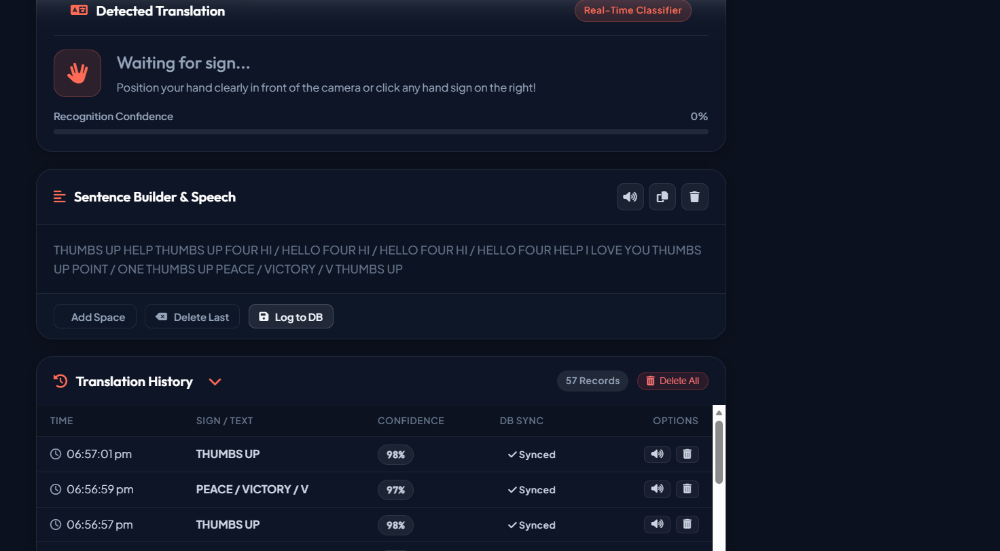 Detected Translation
Real-Time Classifier
Waiting for sign...
Position your hand clearly in front of the camera or click any hand sign on the right!
Recognition Confidence
0%
Sentence Builder & Speech
THUMBS UP HELP THUMBS UP FOUR HI / HELLO FOUR HI / HELLO FOUR HI / HELLO FOUR HELP I LOVE YOU THUMBS
UP POINT / ONE THUMBS UP PEACE / VICTORY / V THUMBS UP
Add Space
Delete Last
Log to DB
Translation History
57 Records
Delete All
TIME SIGN / TEXT CONFIDENCE DB SYNC OPTIONS
06:57:01 pm THUMBS UP 98% Synced
06:56:59 pm PEACE / VICTORY / V 97% Synced
06:56:57 pm THUMBS UP 98% Synced